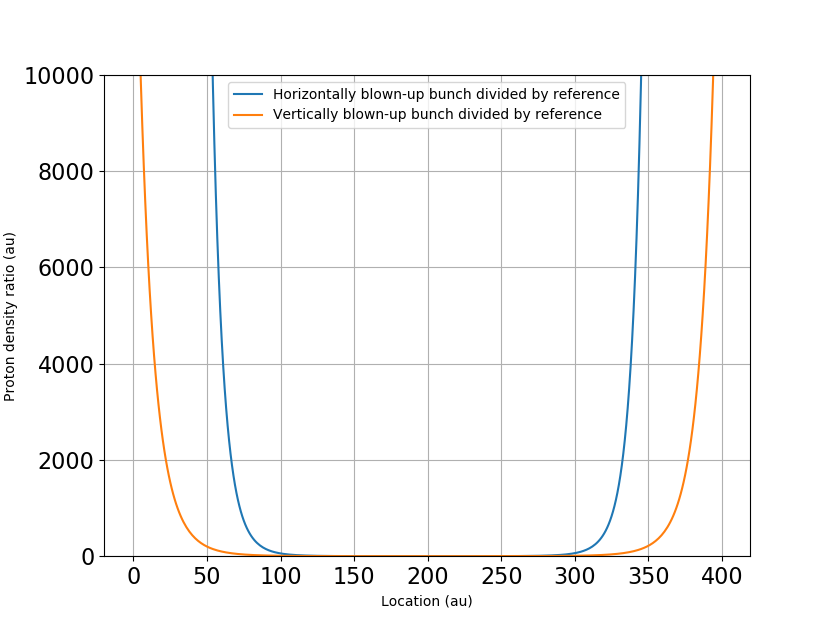 Horizontally blown-up bunch divided by reference
Vertically blown-up bunch divided by reference
10000
8000
6000
4000
2000
0
Proton density ratio (au)
0 50 100 150 200 250 300 350 400
Location (au)